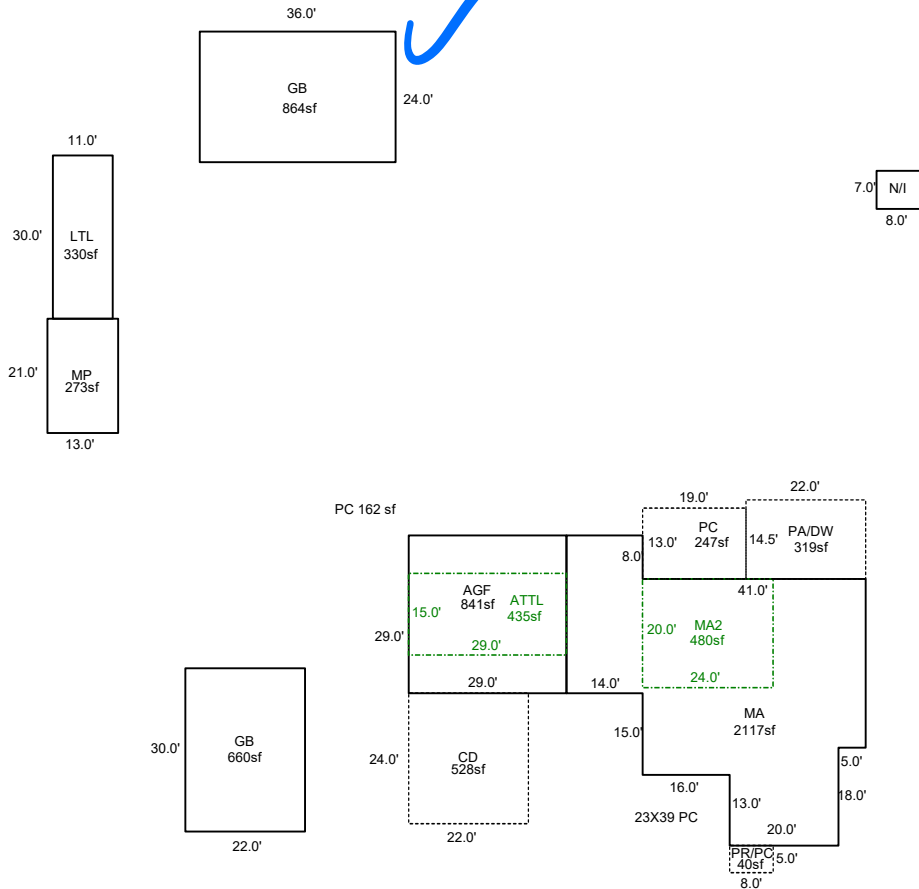 36.0'
GB
864sf
24.0'
11.0'
LTL
330sf
30.0'
7.0'
N/I
8.0'
MP
273sf
21.0'
13.0'
PC 162 sf
19.0'
22.0'
PC
247sf
13.0'
14.5'
PA/DW
319sf
8.0'
AGF
841sf
ATTL
435sf
15.0'
29.0'
29.0'
29.0'
41.0'
20.0'
MA2
480sf
24.0'
14.0'
MA
2117sf
15.0'
30.0'
GB
660sf
22.0'
24.0'
CD
528sf
22.0'
5.0'
16.0'
13.0'
18.0'
23X39 PC
20.0'
PR/PC
40sf
5.0'
8.0'